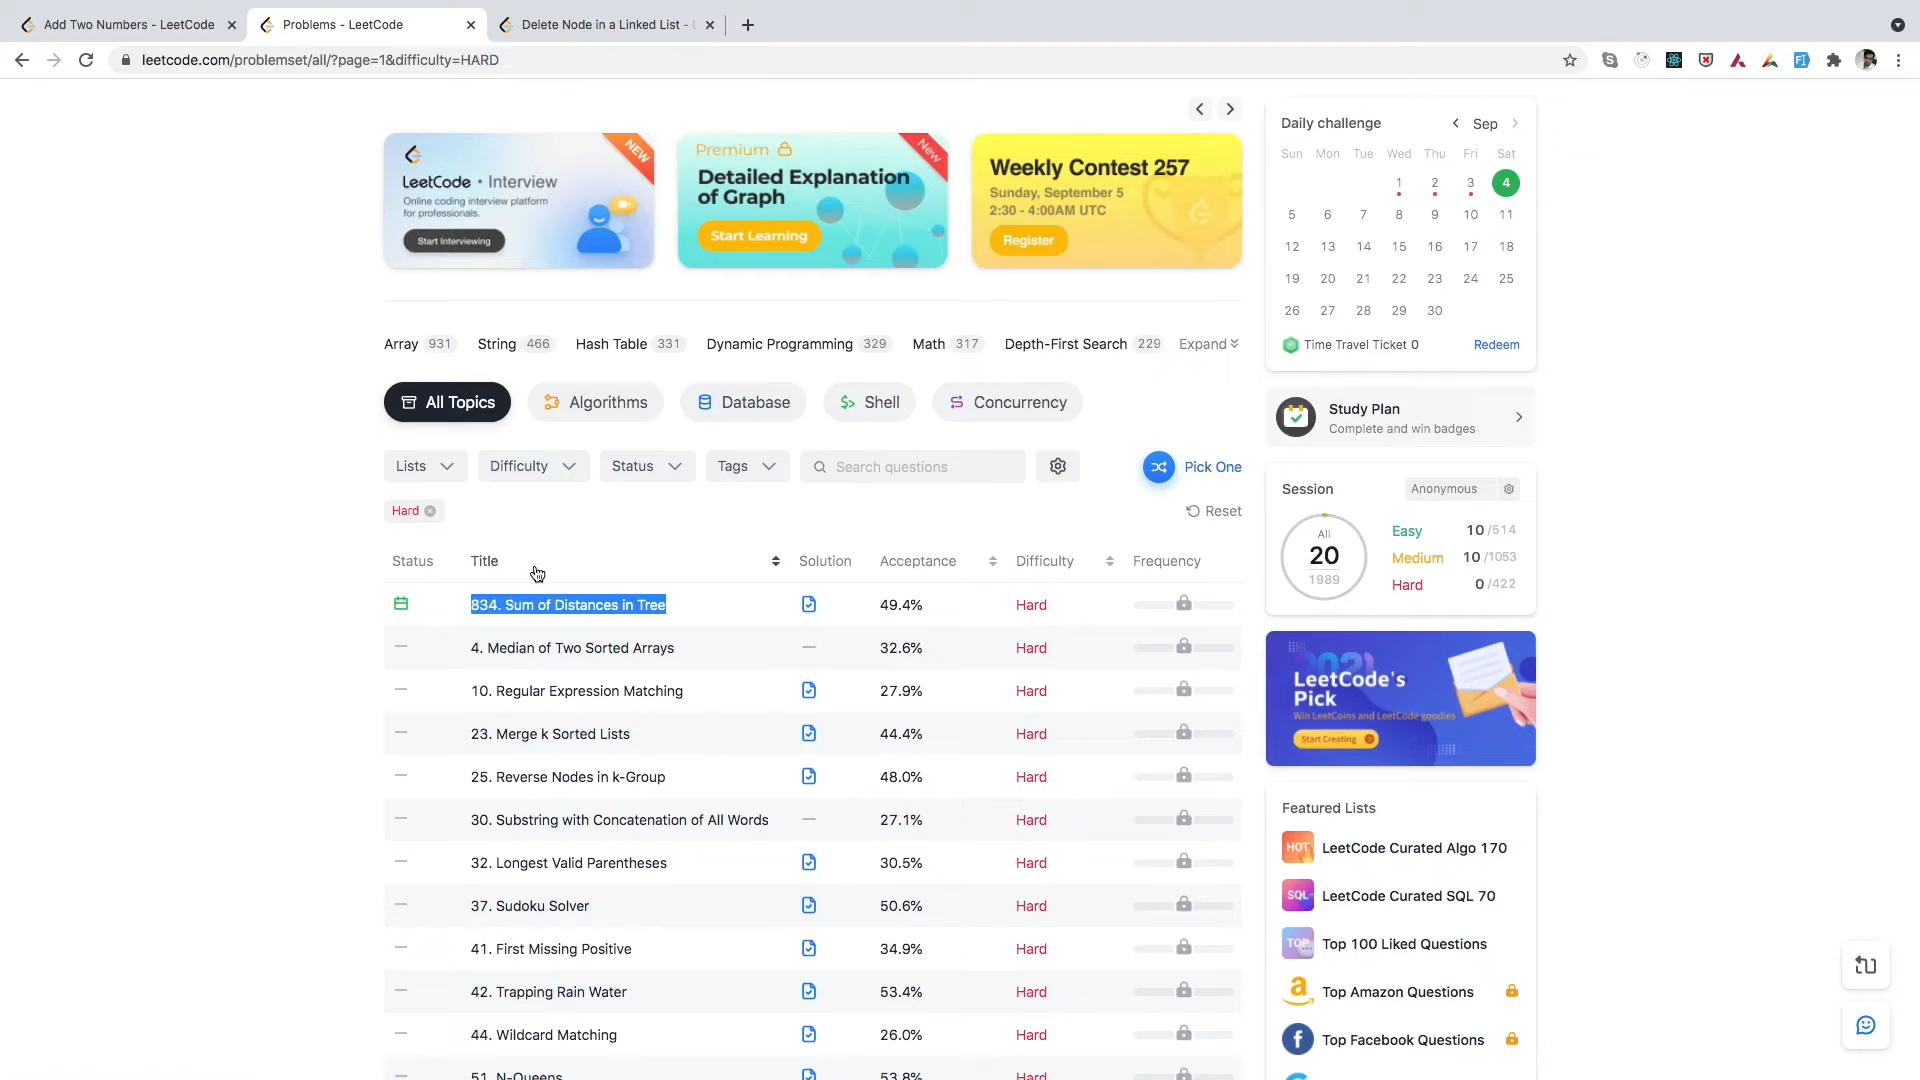 Add Two Numbers - LeetCode
Problems - LeetCode
Delete Node in a Linked List -
leetcode.com/problemset/all/?page=1&difficulty=HARD
NEW
LeetCode • Interview
Online coding interview platform
for professionals.
Start Interviewing
Premium
New
Detailed Explanation
of Graph
Start Learning
Weekly Contest 257
Sunday, September 5
2:30 - 4:00AM UTC
Register
Array 931 String 466 Hash Table 331 Dynamic Programming 329 Math 317 Depth-First Search 229 Expand
All Topics Algorithms Database Shell Concurrency
Lists Difficulty Status Tags Search questions Pick One
Hard Reset
Status Title Solution Acceptance Difficulty Frequency
834. Sum of Distances in Tree 49.4% Hard
4. Median of Two Sorted Arrays 32.6% Hard
10. Regular Expression Matching 27.9% Hard
23. Merge k Sorted Lists 44.4% Hard
25. Reverse Nodes in k-Group 48.0% Hard
30. Substring with Concatenation of All Words 27.1% Hard
32. Longest Valid Parentheses 30.5% Hard
37. Sudoku Solver 50.6% Hard
41. First Missing Positive 34.9% Hard
42. Trapping Rain Water 53.4% Hard
44. Wildcard Matching 26.0% Hard
51. N-Queens 53.8% Hard
Daily challenge Sep
Sun Mon Tue Wed Thu Fri Sat
1 2 3 4
5 6 7 8 9 10 11
12 13 14 15 16 17 18
19 20 21 22 23 24 25
26 27 28 29 30
Time Travel Ticket 0 Redeem
Study Plan
Complete and win badges
Session Anonymous
All
20
1989
Easy 10 /514
Medium 10 /1053
Hard 0 /422
2021
LeetCode's
Pick
Win LeetCoins and LeetCode goodies
Start Creating
Featured Lists
HOT LeetCode Curated Algo 170
SQL LeetCode Curated SQL 70
TOP Top 100 Liked Questions
a Top Amazon Questions
f Top Facebook Questions